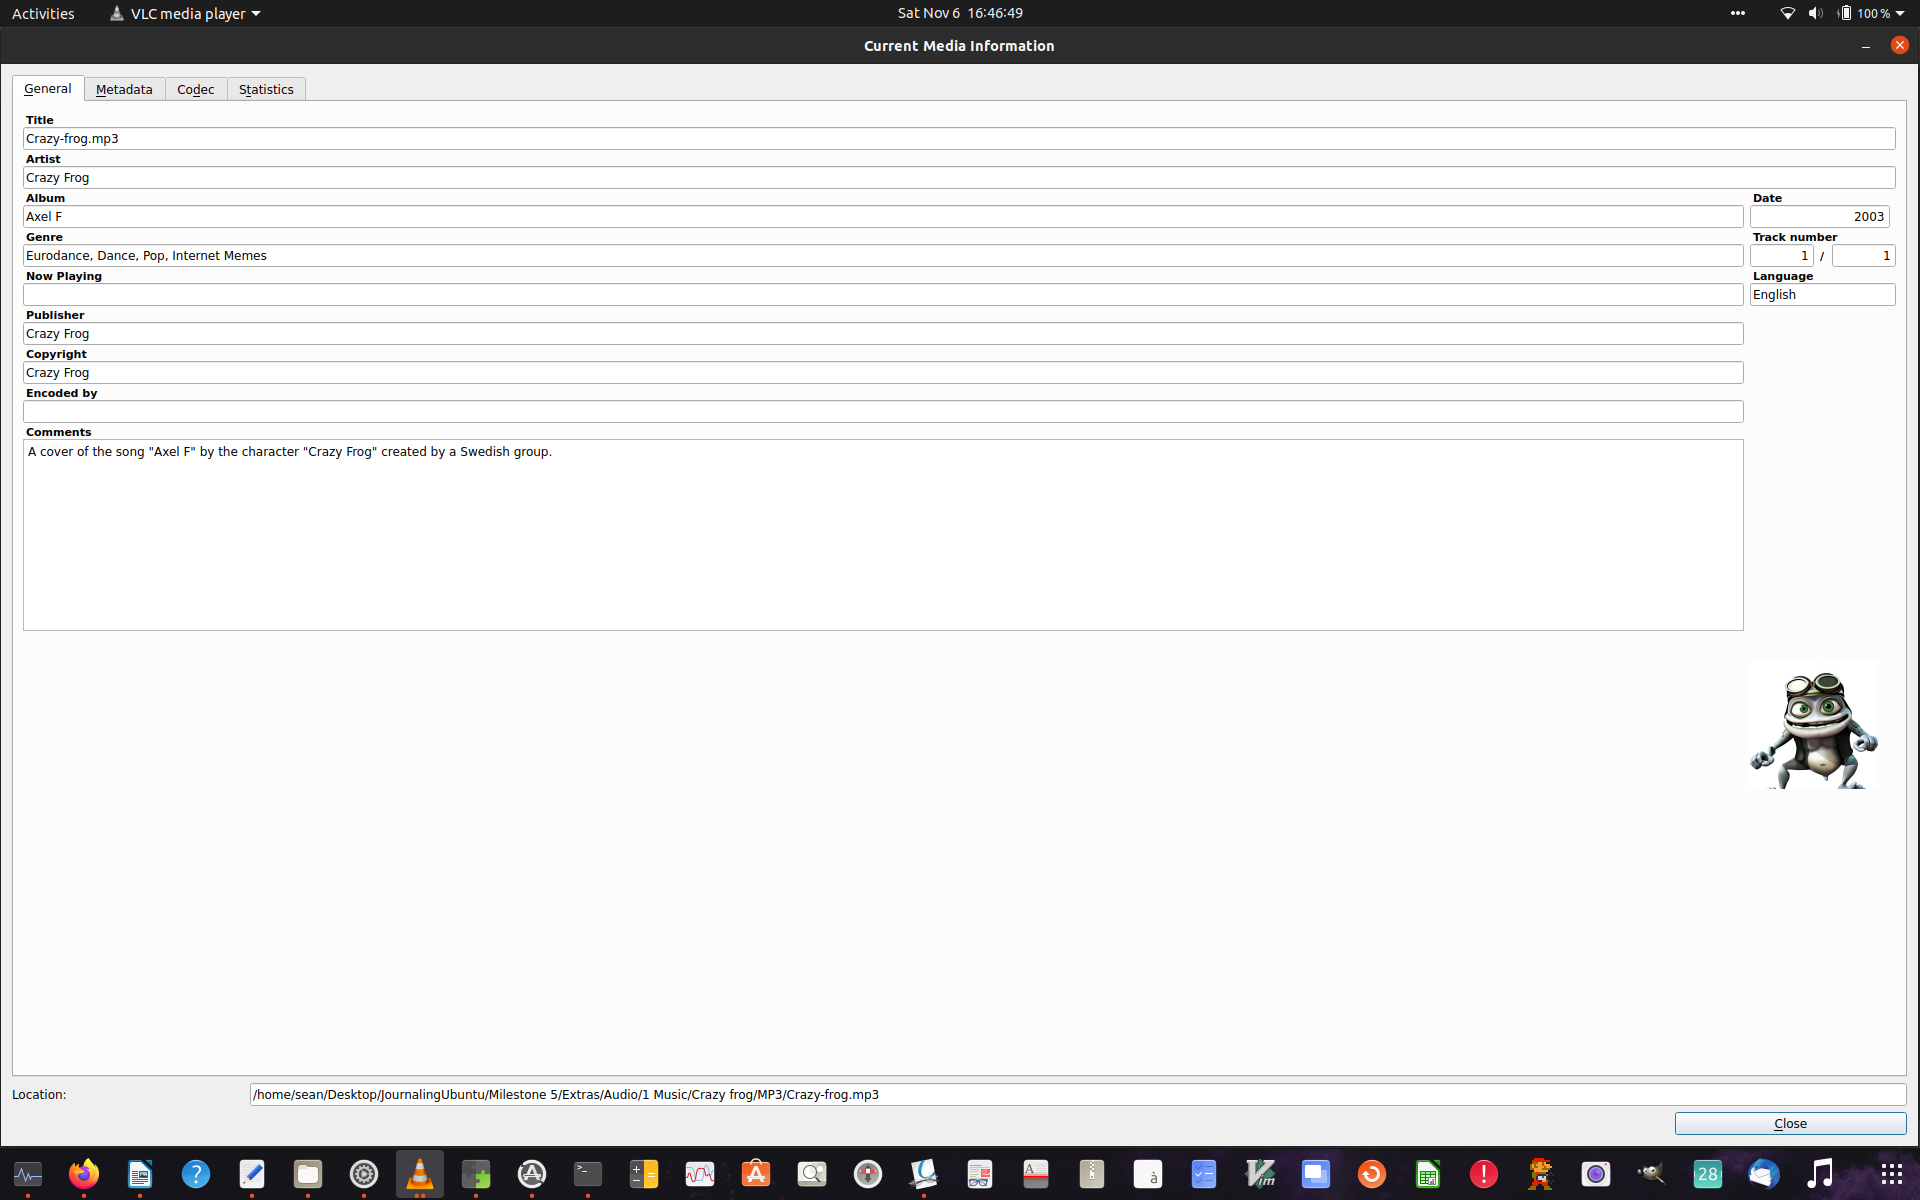 Activities
VLC media player
Sat Nov 6 16:46:49
100 %
Current Media Information
General
Metadata
Codec
Statistics
Title
Crazy-frog.mp3
Artist
Crazy Frog
Album
Date
Axel F
2003
Genre
Track number
Eurodance, Dance, Pop, Internet Memes
1 / 1
Now Playing
Language
English
Publisher
Crazy Frog
Copyright
Crazy Frog
Encoded by
Comments
A cover of the song "Axel F" by the character "Crazy Frog" created by a Swedish group.
Location:
/home/sean/Desktop/JournalingUbuntu/Milestone 5/Extras/Audio/1 Music/Crazy frog/MP3/Crazy-frog.mp3
Close
28